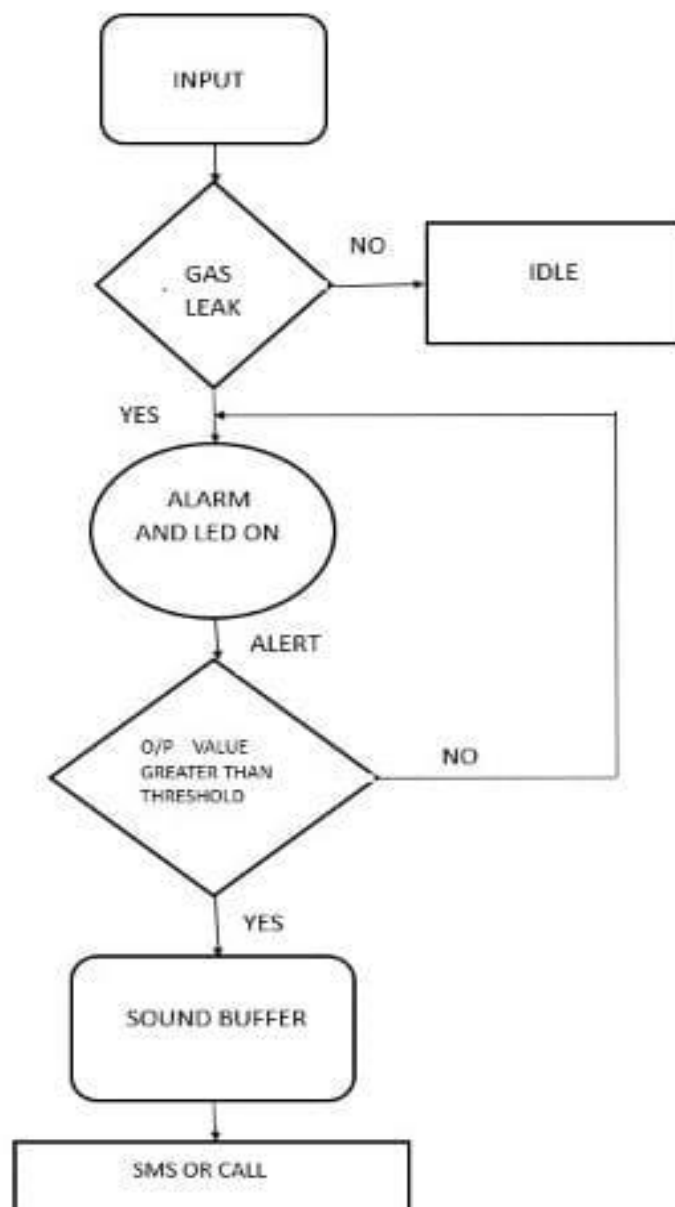 INPUT
GAS
LEAK
NO
IDLE
YES
ALARM
AND LED ON
ALERT
O/P VALUE
GREATER THAN
THRESHOLD
NO
YES
SOUND BUFFER
SMS OR CALL